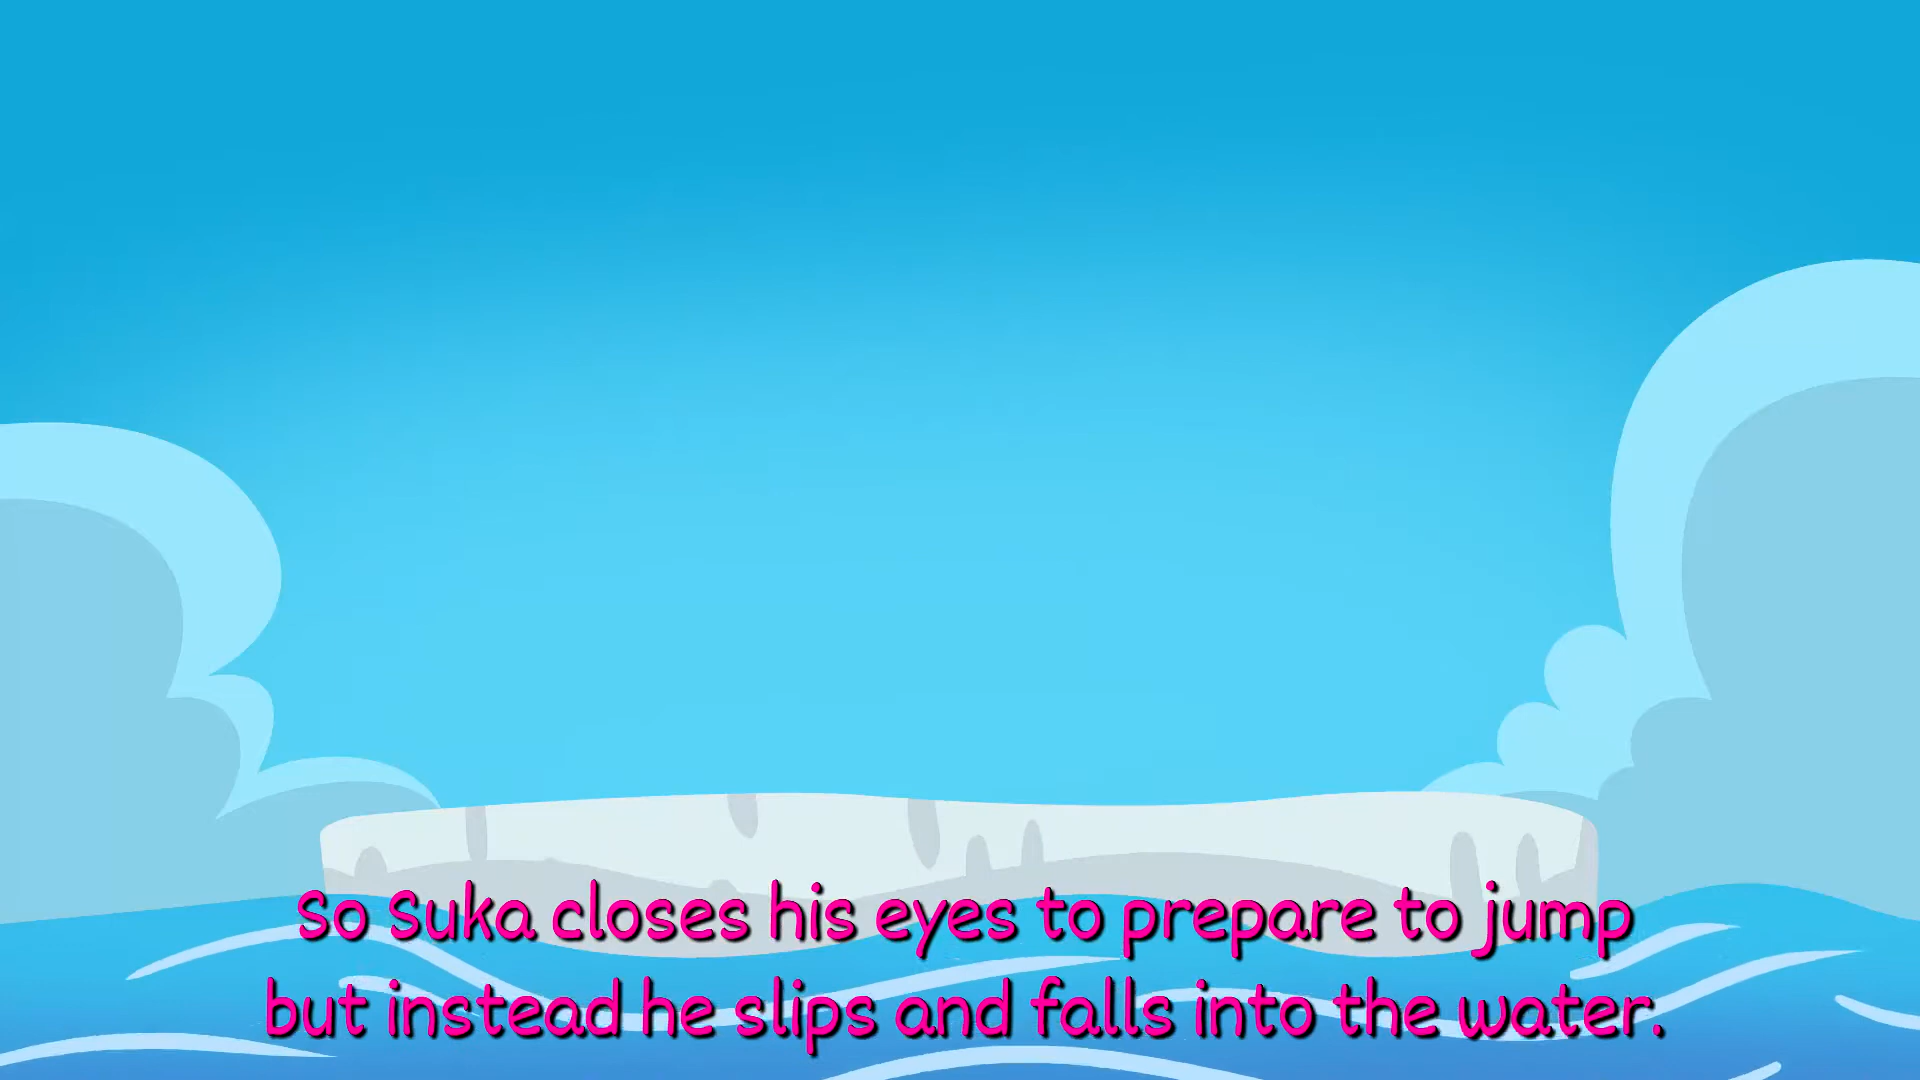 So Suka closes his eyes to prepare to jump
but instead he slips and falls into the water.